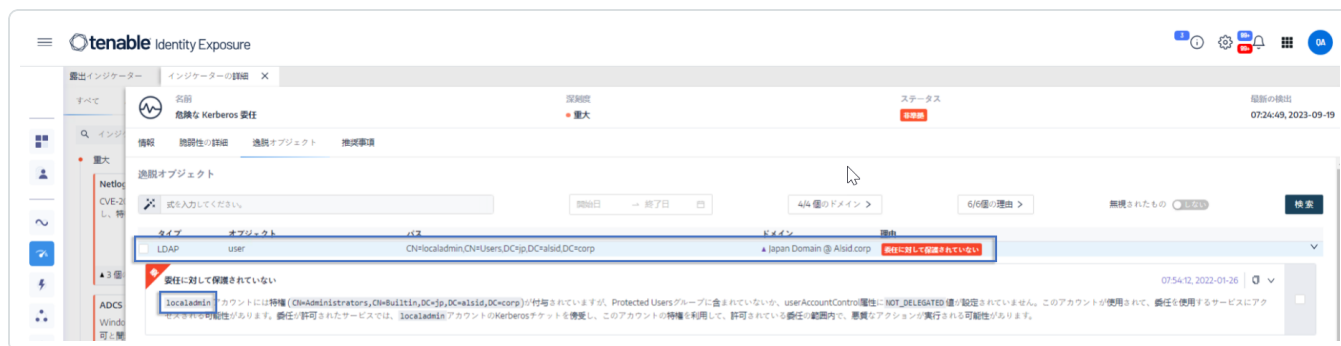 tenable Identity Exposure
QA
露出インジケーター インジケーターの詳細 ×
すべて
名前 深刻度 ステータス 最新の検出
危険な Kerberos 委任 重大 非準拠 07:24:49, 2023-09-19
インジ
情報 脆弱性の詳細 逸脱オブジェクト 推奨事項
重大
逸脱オブジェクト
Netlog
CVE-20
し、特
式を入力してください。 開始日 → 終了日 4/4 個のドメイン > 6/6個の理由 > 無視されたもの しない 検索
タイプ オブジェクト パス ドメイン 理由
LDAP user CN=localadmin,CN=Users,DC=jp,DC=alsid,DC=corp Japan Domain @ Alsid.corp 委任に対して保護されていない
▲3 個
委任に対して保護されていない 07:54:12, 2022-01-26
localadmin アカウントには特権 (CN=Administrators,CN=Builtin,DC=jp,DC=alsid,DC=corp)が付与されていますが、Protected Usersグループに含まれていないか、userAccountControl属性に NOT_DELEGATED 値が設定されていません。このアカウントが使用されて、委任を使用するサービスにアク
セスされる可能性があります。委任が許可されたサービスでは、localadmin アカウントのKerberosチケットを傍受し、このアカウントの特権を利用して、許可されている委任の範囲内で、悪質なアクションが実行される可能性があります。
ADCS
Windo
可と関